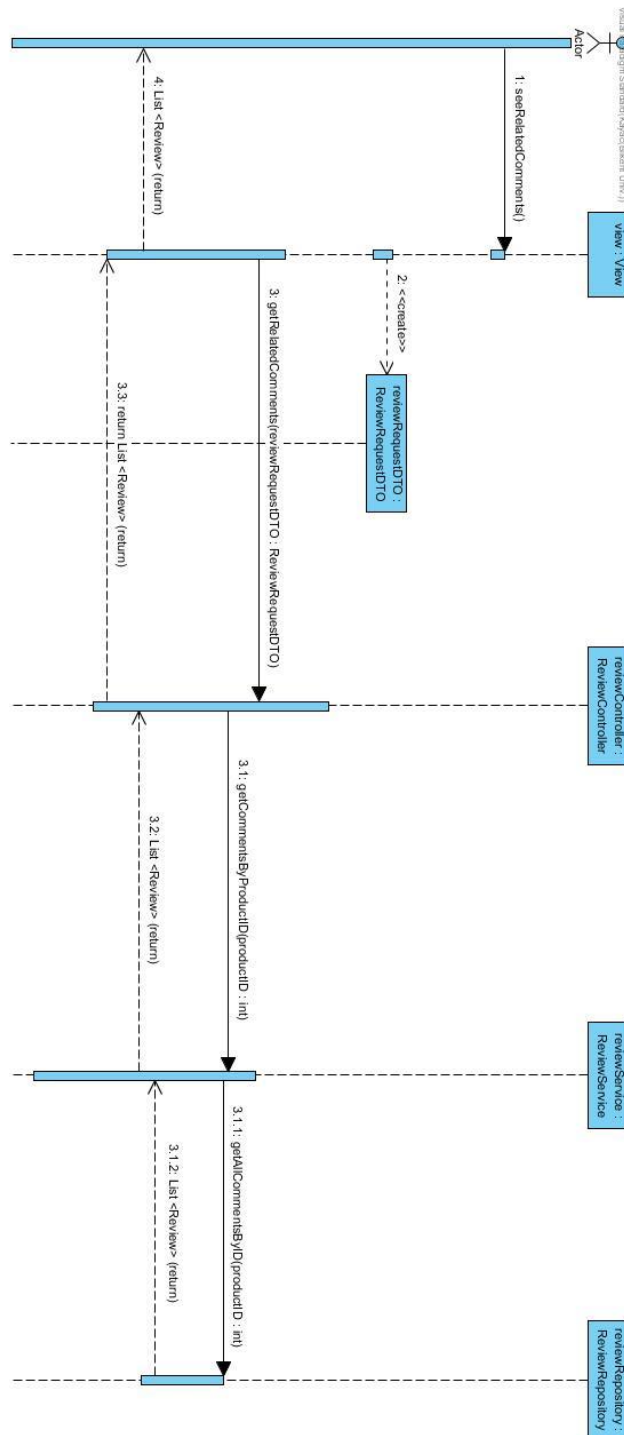 Actor
view : View
reviewController :
ReviewController
reviewService :
ReviewService
reviewRepository :
ReviewRepository
1: seeRelatedComments()
2: <<create>>
reviewRequestDTO :
ReviewRequestDTO
3: getRelatedComments(reviewRequestDTO : ReviewRequestDTO)
3.1: getCommentsByProductID(productID : int)
3.1.1: getAllCommentsByID(productID : int)
3.1.2: List <Review> (return)
3.2: List <Review> (return)
3.3: return List <Review> (return)
4: List <Review> (return)